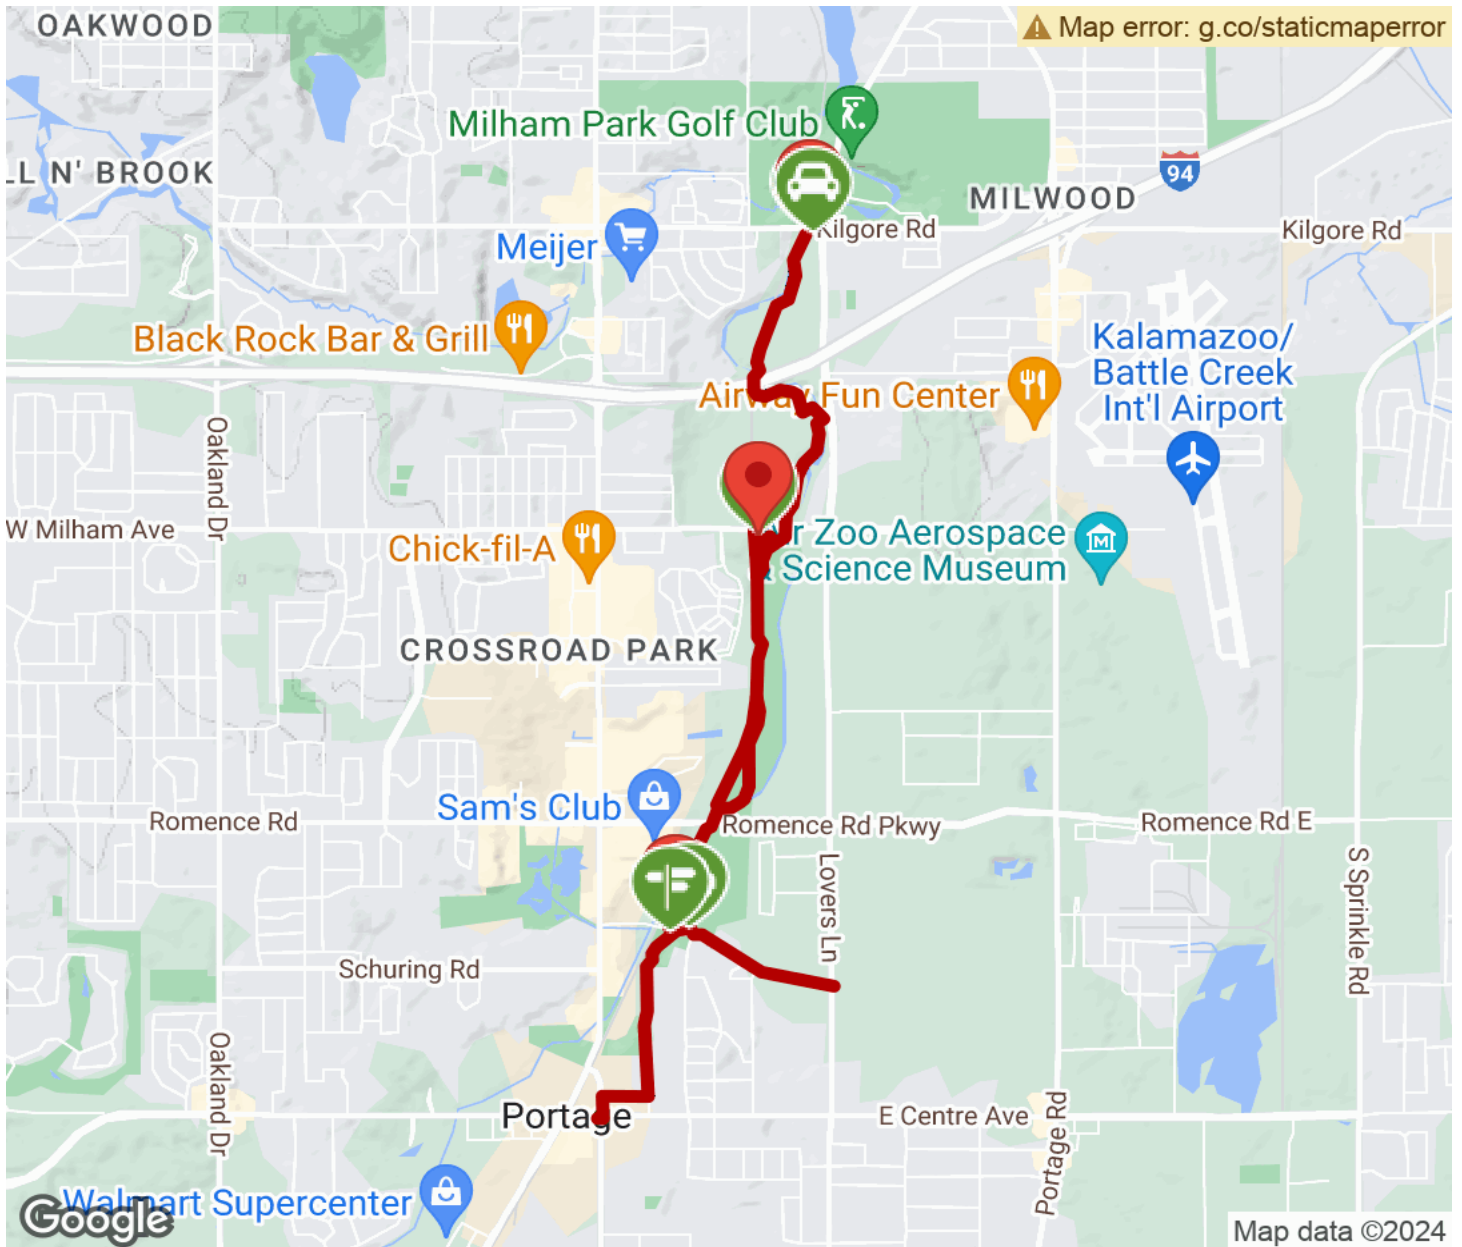 OAKWOOD
Map error: g.co/staticmaperror
Milham Park Golf Club
LL N' BROOK
94
MILWOOD
Kilgore Rd
Kilgore Rd
Meijer
Black Rock Bar & Grill
Kalamazoo/
Battle Creek
Int'l Airport
Airway Fun Center
Oakland Dr
W Milham Ave
Chick-fil-A
Air Zoo Aerospace
& Science Museum
M
CROSSROAD PARK
Sam's Club
Romence Rd
Romence Rd Pkwy
Romence Rd E
Lovers Ln
S Sprinkle Rd
Schuring Rd
Oakland Dr
Portage
E Centre Ave
Portage Rd
Walmart Supercenter
Google
Map data ©2024